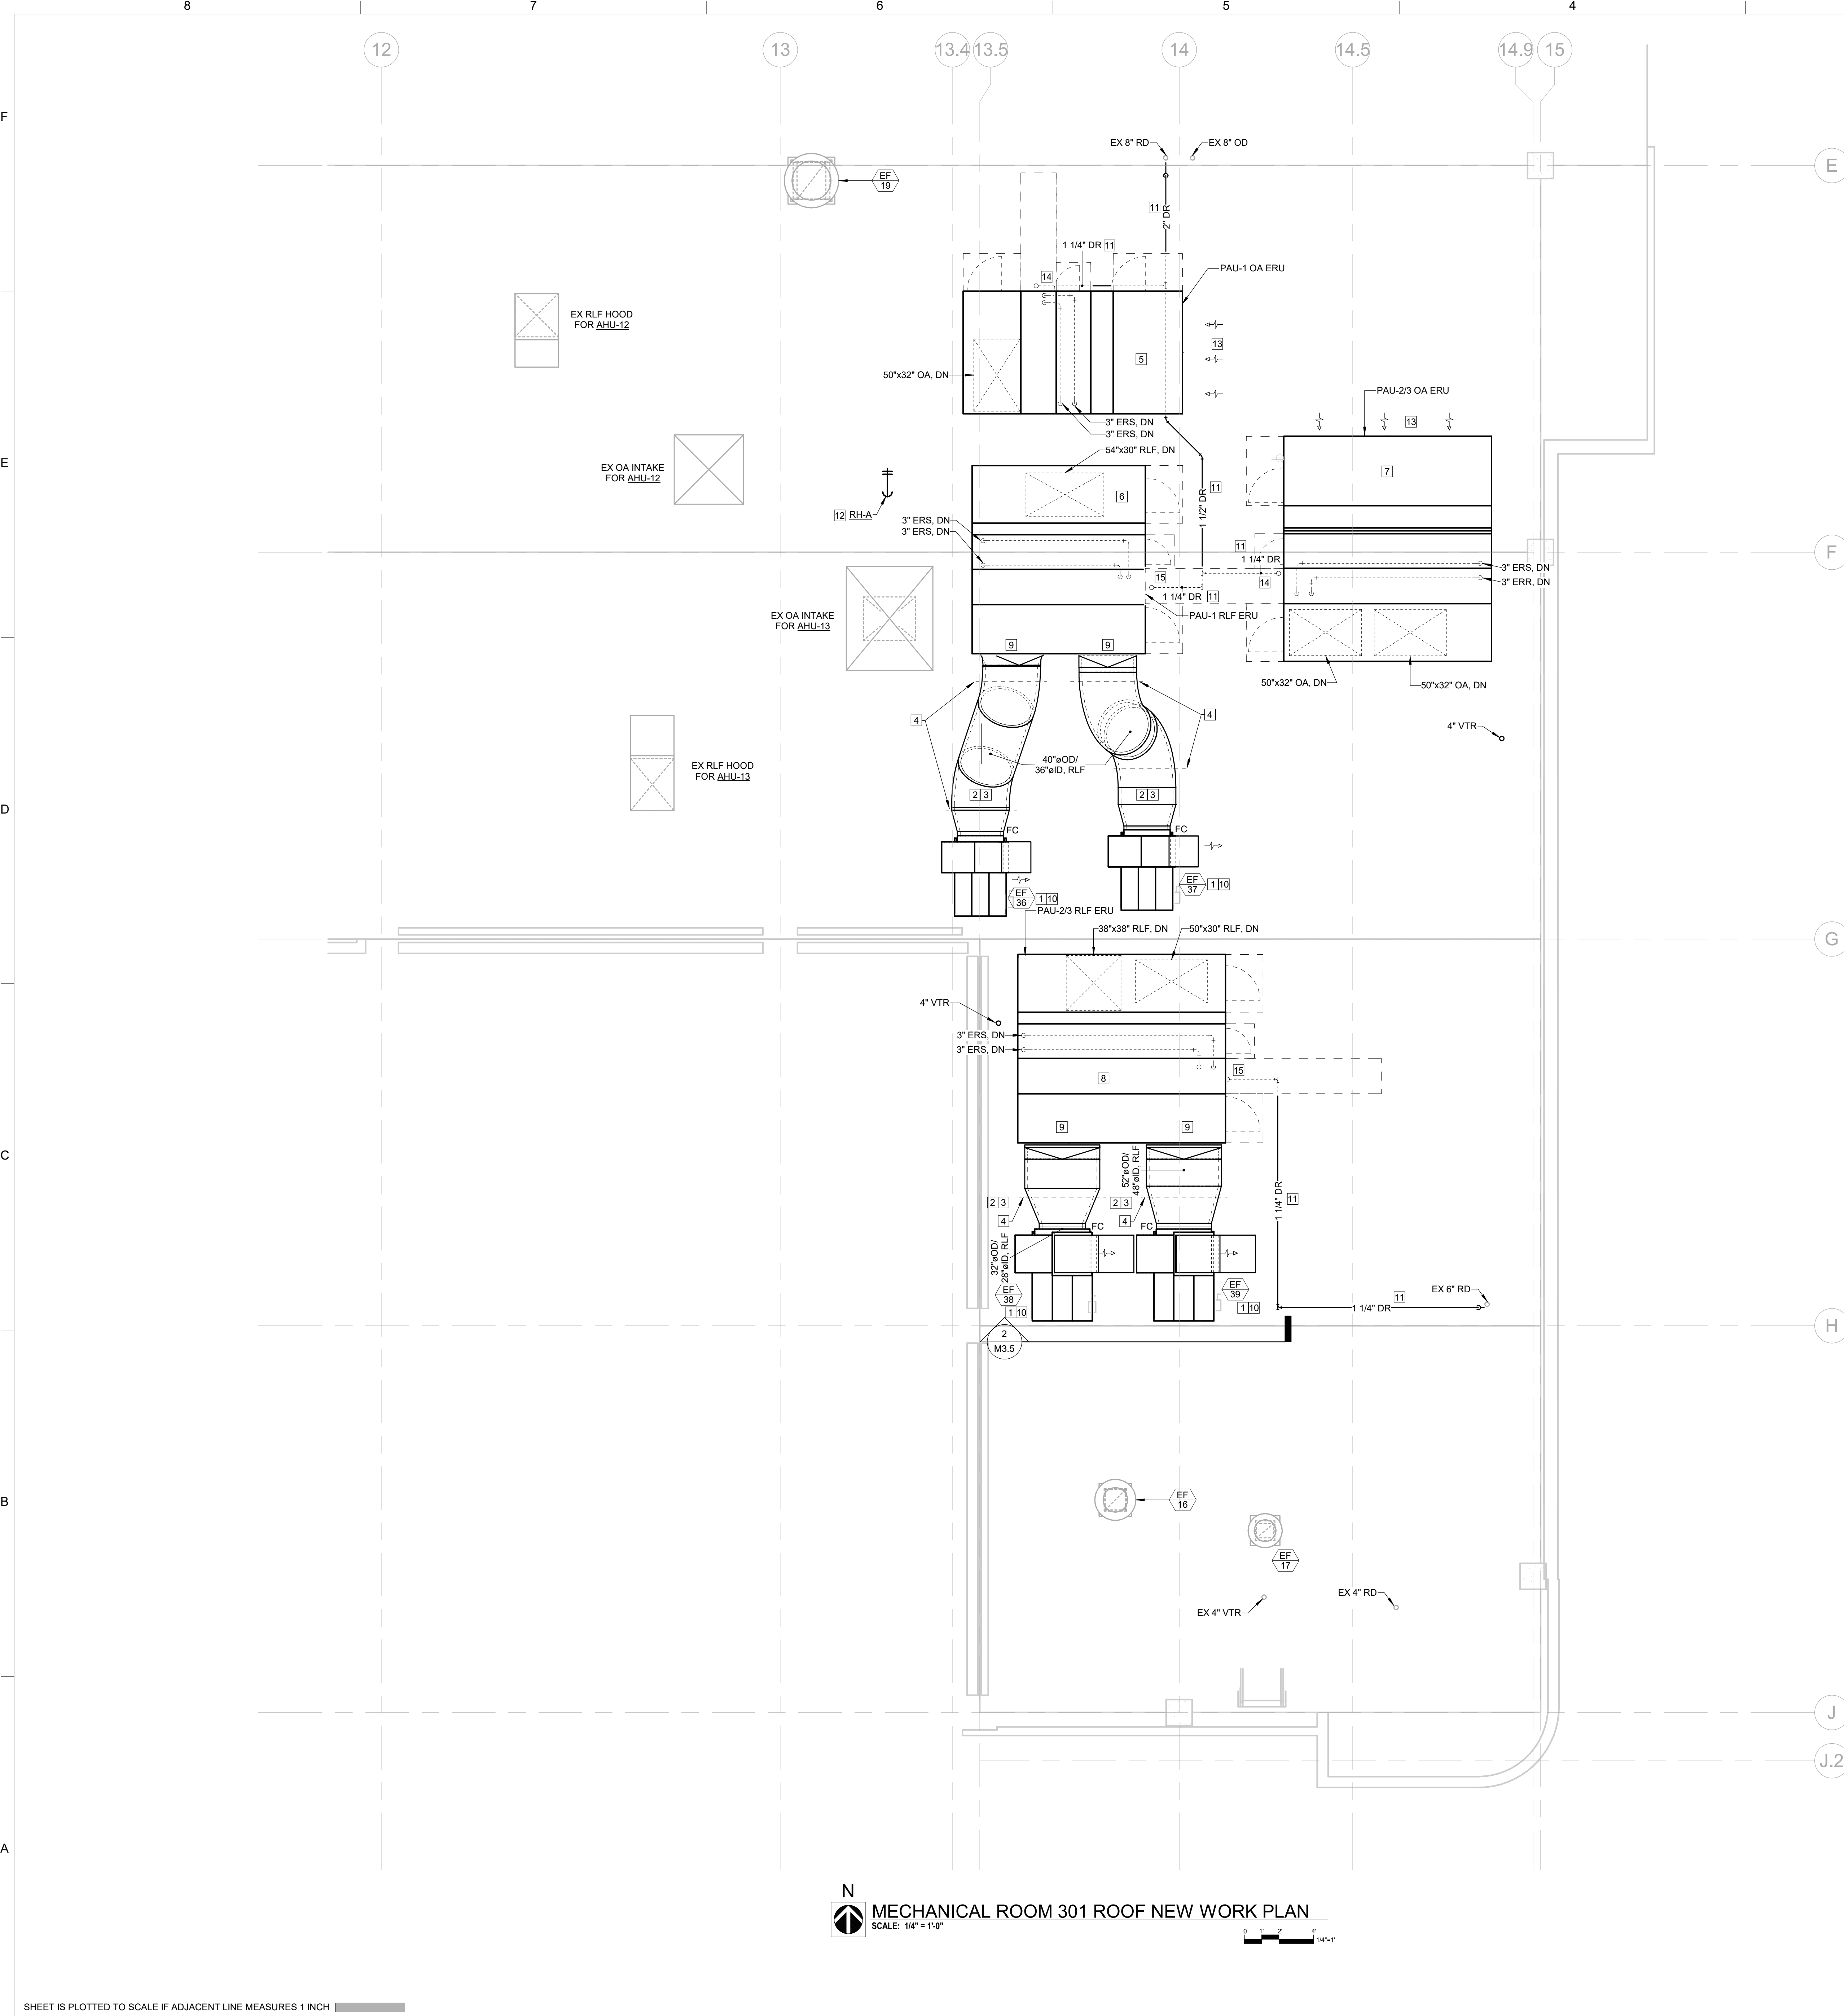 8 7 6 5 4
12 13 13.4 13.5 14 14.5 14.9 15
F
EX 8" RD
EX 8" OD
E
EF
19
11
2" DR
1 1/4" DR 11
14
PAU-1 OA ERU
EX RLF HOOD
FOR AHU-12
13
5
50"x32" OA, DN
PAU-2/3 OA ERU
3" ERS, DN
3" ERS, DN
13
54"x30" RLF, DN
E
EX OA INTAKE
FOR AHU-12
7
6
11
1 1/2" DR
12 RH-A
3" ERS, DN
3" ERS, DN
11
1 1/4" DR
F
3" ERS, DN
3" ERR, DN
15
14
1 1/4" DR 11
EX OA INTAKE
FOR AHU-13
PAU-1 RLF ERU
9
9
50"x32" OA, DN
50"x32" OA, DN
4
4
4" VTR
40"øOD/
36"øID, RLF
EX RLF HOOD
FOR AHU-13
2 3
2 3
D
FC
FC
EF
37
1 10
EF
36
1 10
PAU-2/3 RLF ERU
38"x38" RLF, DN
50"x30" RLF, DN
G
4" VTR
3" ERS, DN
3" ERS, DN
15
8
9
9
C
52"øOD/
48"øID, RLF
2 3
2 3
4
4
11
1 1/4" DR
FC
FC
32"øOD/
28"øID, RLF
EF
38
1 10
EF
39
1 10
EX 6" RD
11
1 1/4" DR
H
2
M3.5
B
EF
16
EF
17
EX 4" RD
EX 4" VTR
J
J.2
A
N
MECHANICAL ROOM 301 ROOF NEW WORK PLAN
SCALE: 1/4" = 1'-0"
0 1' 2' 4'
1/4"=1'
SHEET IS PLOTTED TO SCALE IF ADJACENT LINE MEASURES 1 INCH